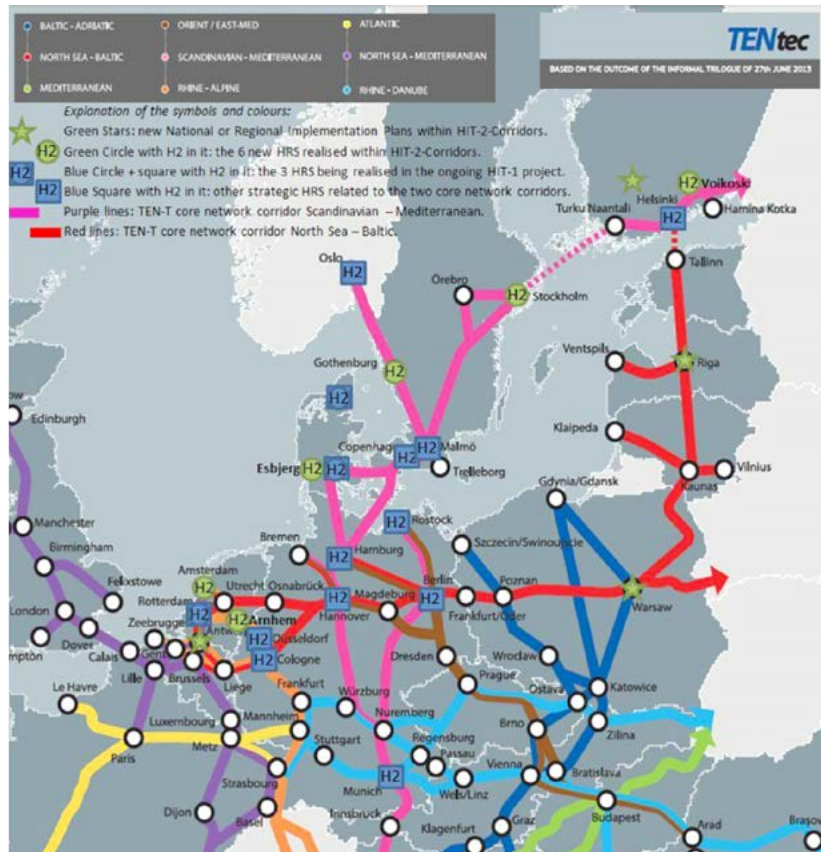 BALTIC - ADRIATIC
ORIENT / EAST-MED
ATLANTIC
NORTH SEA - BALTIC
SCANDINAVIAN - MEDITERRANEAN
NORTH SEA - MEDITERRANEAN
MEDITERRANEAN
RHINE - ALPINE
RHINE - DANUBE
TENtec
BASED ON THE OUTCOME OF THE INFORMAL TRILOGUE OF 27th JUNE 2013
Explanation of the symbols and colours:
Green Stars: new National or Regional Implementation Plans within HIT-2-Corridors.
H2 Green Circle with H2 in it: the 6 new HRS realised within HIT-2-Corridors.
H2 Blue Circle + square with H2 in it: the 3 HRS being realised in the ongoing HIT-1 project.
H2 Blue Square with H2 in it: other strategic HRS related to the two core network corridors.
Purple lines: TEN-T core network corridor Scandinavian – Mediterranean.
Red lines: TEN-T core network corridor North Sea – Baltic.
H2 Voikoski
Helsinki
H2
Turku Naantali
Hamina Kotka
Oslo
H2
Tallinn
Örebro
H2 Stockholm
Ventspils
Riga
Gothenburg
H2
H2
Edinburgh
Klaipeda
Copenhag
H2
H2 Malmö
Trelleborg
Esbjerg H2 H2
Vilnius
Kaunas
Gdynia/Gdansk
H2 Rostock
Manchester
Szczecin/Swinoujscie
Bremen
H2 Hamburg
Birmingham
Amsterdam
H2
Felixstowe
Utrecht
Osnabrück
Magdeburg
Berlin
H2
Poznan
Warsaw
Rotterdam
H2
H2 Arnhem
H2
Hannover
Frankfurt/Oder
London
Zeebrugge
Antwe
H2 Düsseldorf
Dover
mpton
Calais
Gen
H2 Cologne
Dresden
Wroclaw
Lille
Brussels
Liege
Prague
Katowice
Le Havre
Frankfurt
Würzburg
Ostava
Luxembourg
Mannheim
Nuremberg
Brno
Zilina
Paris
Metz
Stuttgart
Regensburg
Passau
Strasbourg
Vienna
Bratislava
H2
Munich
Wels/Linz
Dijon
Basel
Innsbruck
Klagenfurt
Graz
Budapest
Arad
Braşo